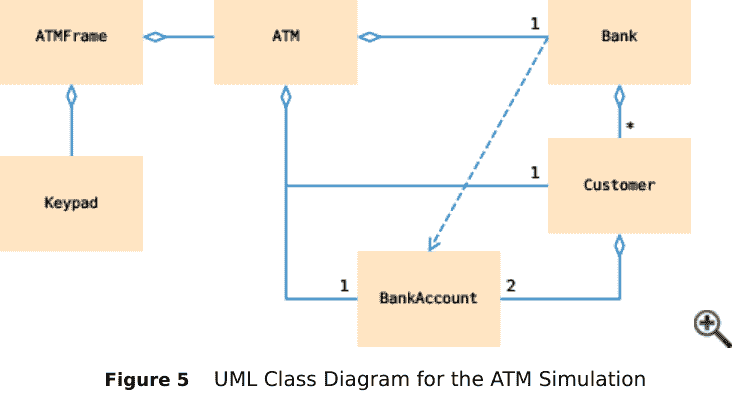 ATMFrame
ATM
1
Bank
*
Keypad
1
Customer
1
BankAccount
2
Figure 5 UML Class Diagram for the ATM Simulation